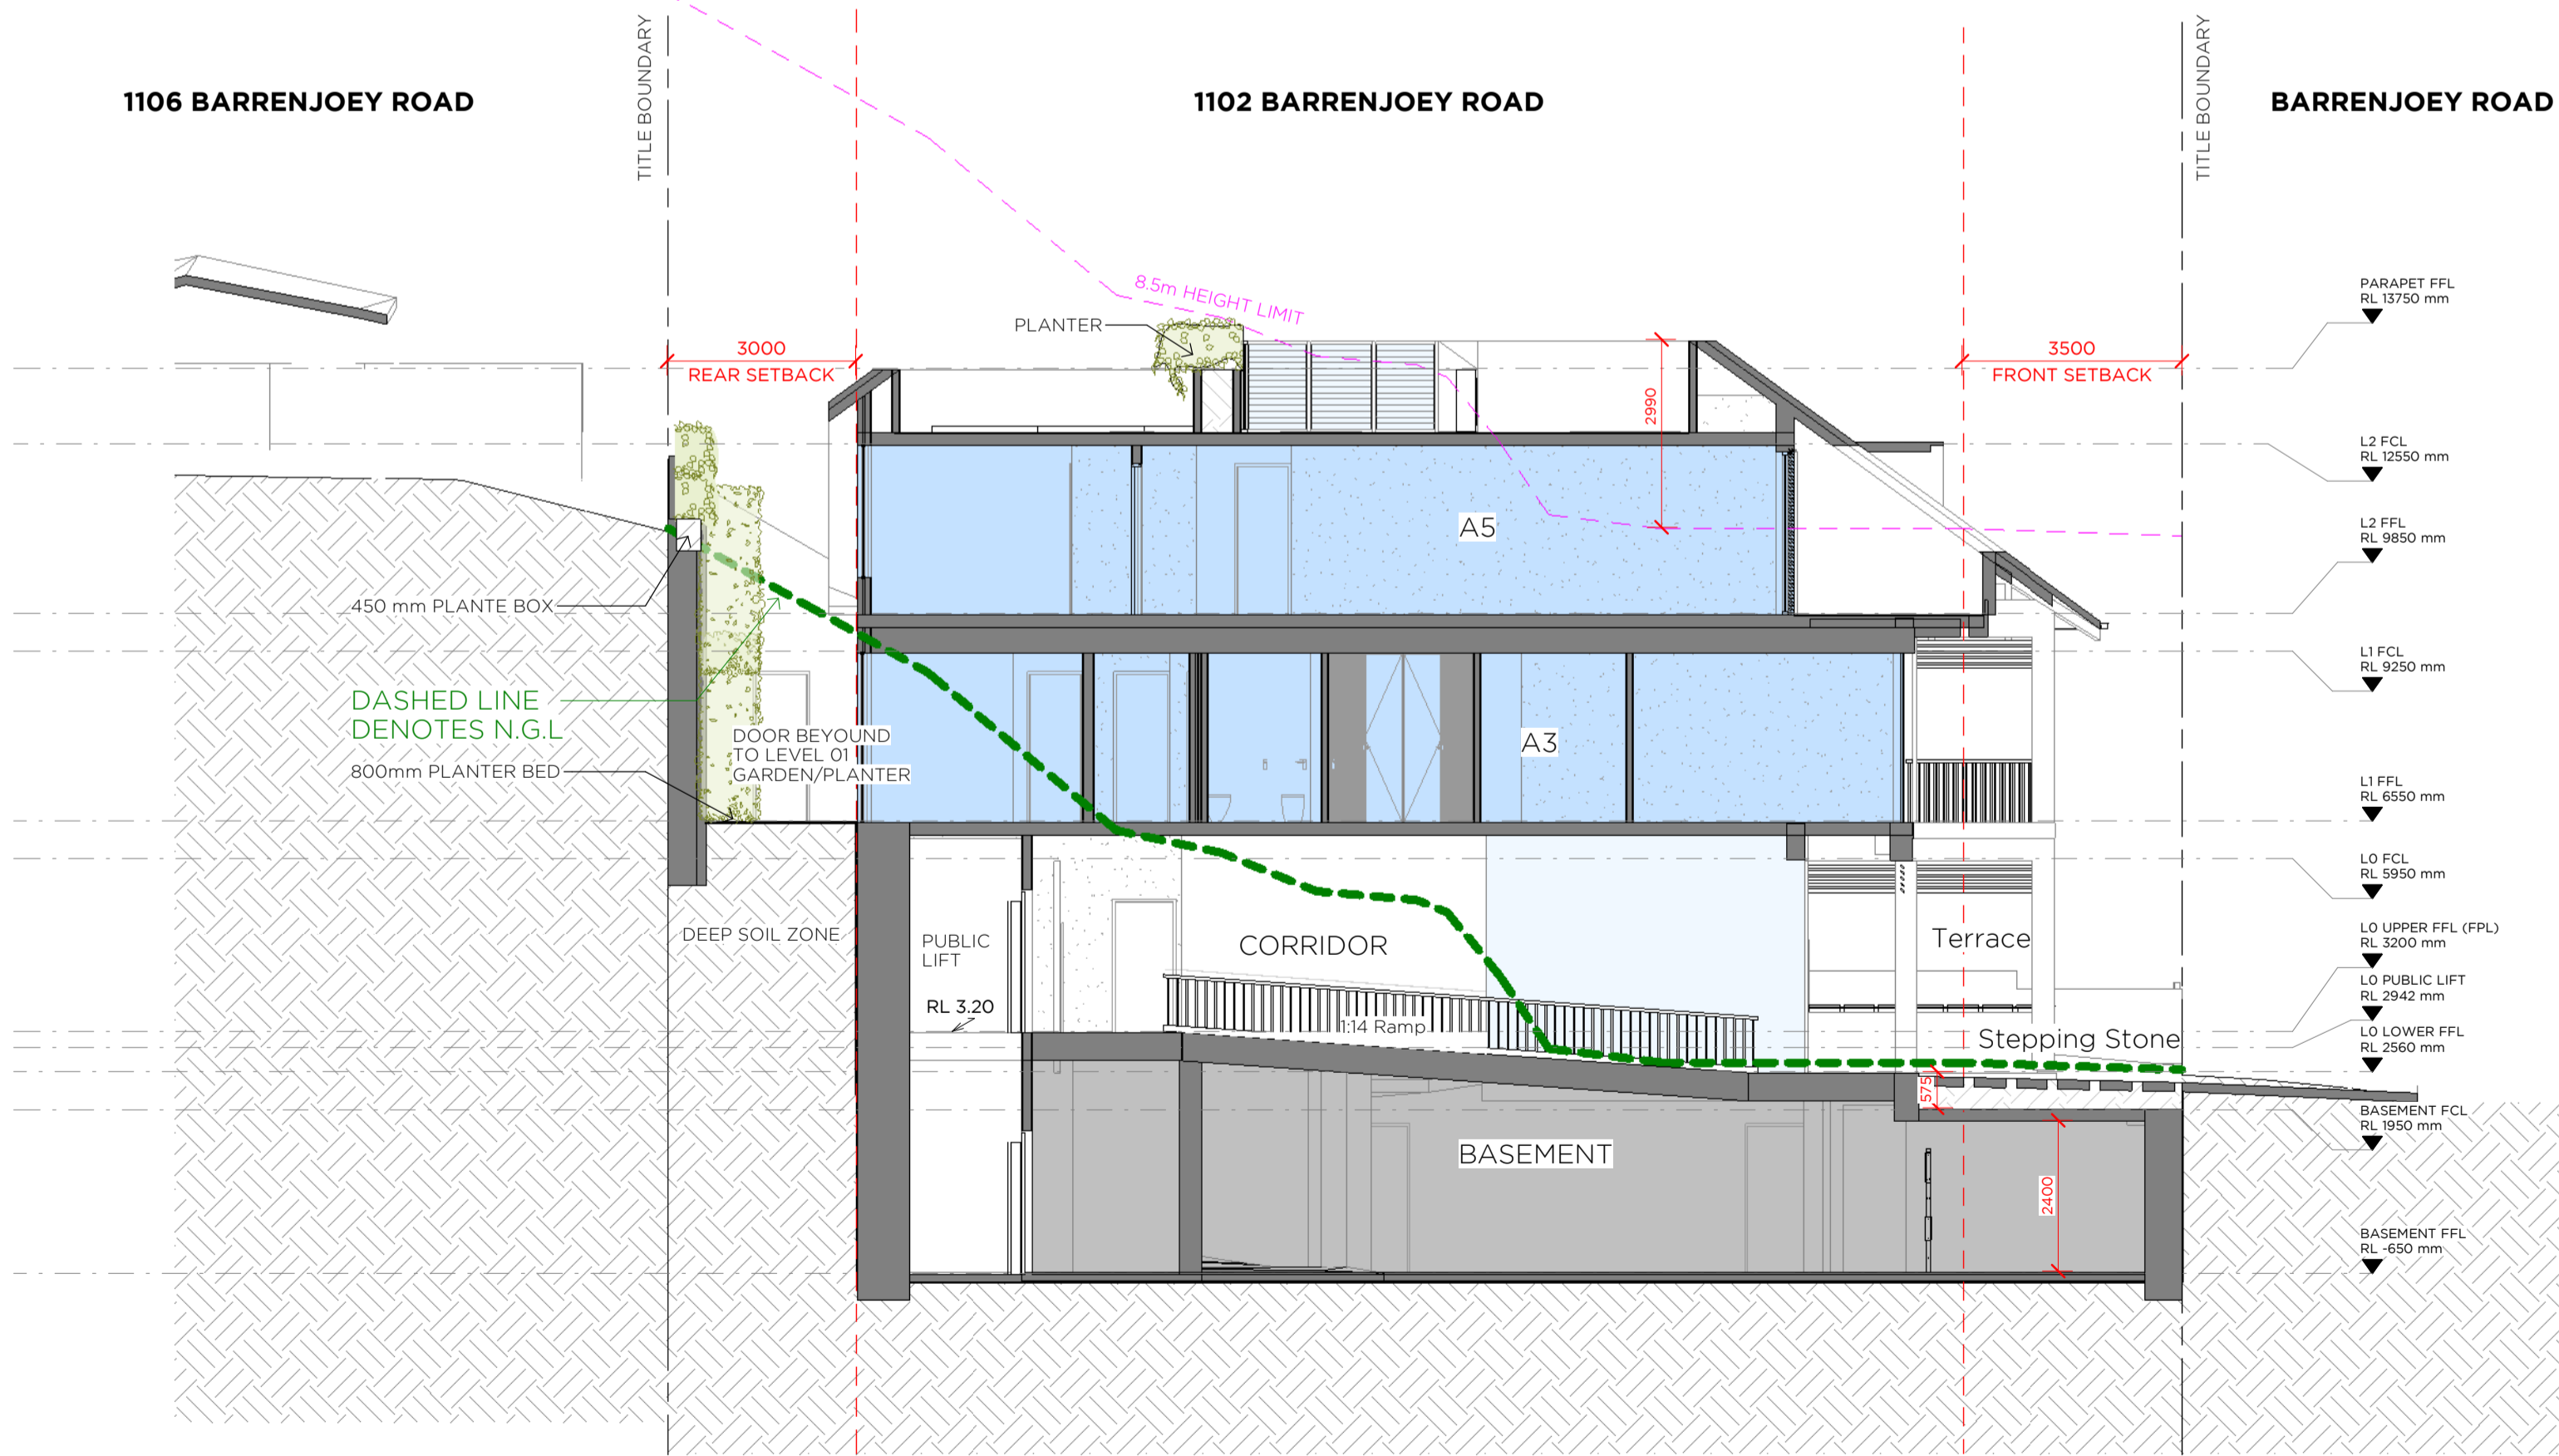 TITLE BOUNDARY
TITLE BOUNDARY
1106 BARRENJOEY ROAD
1102 BARRENJOEY ROAD
BARRENJOEY ROAD
8.5m HEIGHT LIMIT
PLANTER
3000
REAR SETBACK
3500
FRONT SETBACK
2990
PARAPET FFL
RL 13750 mm
L2 FCL
RL 12550 mm
L2 FFL
RL 9850 mm
A5
450 mm PLANTE BOX
L1 FCL
RL 9250 mm
DASHED LINE
DENOTES N.G.L
DOOR BEYOUND
TO LEVEL 01
GARDEN/PLANTER
A3
800mm PLANTER BED
L1 FFL
RL 6550 mm
L0 FCL
RL 5950 mm
DEEP SOIL ZONE
PUBLIC
LIFT
CORRIDOR
Terrace
L0 UPPER FFL (FPL)
RL 3200 mm
L0 PUBLIC LIFT
RL 2942 mm
RL 3.20
1:14 Ramp
Stepping Stone
L0 LOWER FFL
RL 2560 mm
575
BASEMENT FCL
RL 1950 mm
BASEMENT
2400
BASEMENT FFL
RL -650 mm